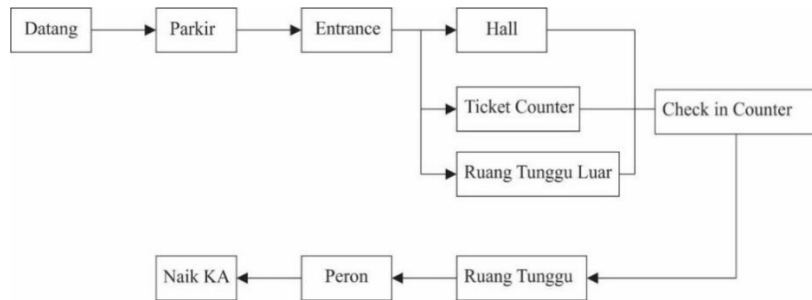 Datang
Parkir
Entrance
Hall
Ticket Counter
Check in Counter
Ruang Tunggu Luar
Naik KA
Peron
Ruang Tunggu